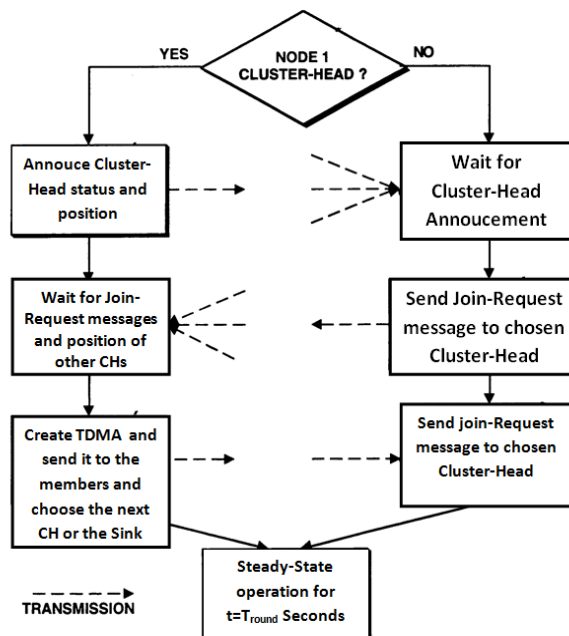 YES
NODE 1
CLUSTER-HEAD ?
NO
Annouce Cluster-
Head status and
position
Wait for
Cluster-Head
Annoucement
Wait for Join-
Request messages
and position of
other CHs
Send Join-Request
message to chosen
Cluster-Head
Create TDMA and
send it to the
members and
choose the next
CH or the Sink
Send join-Request
message to chosen
Cluster-Head
Steady-State
operation for
t=Tround Seconds
TRANSMISSION